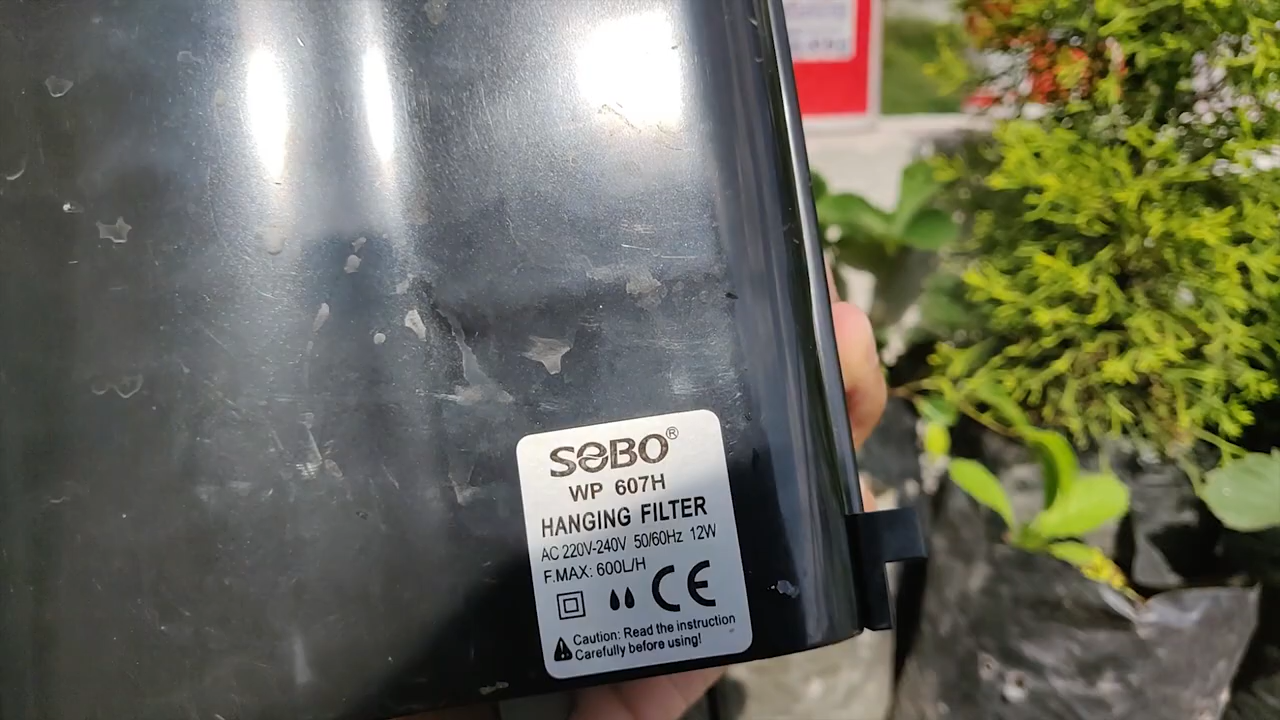 SOBO®
WP 607H
HANGING FILTER
AC 220V-240V 50/60Hz 12W
F.MAX: 600L/H
CE
Caution: Read the instruction
Carefully before using!